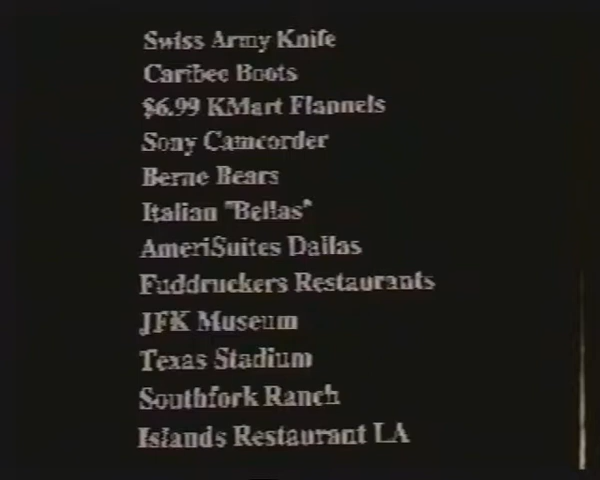 Swiss Army Knife
Caribee Boots
$6.99 KMart Flannels
Sony Camcorder
Berne Bears
Italian "Bellas"
AmeriSuites Dallas
Fuddruckers Restaurants
JFK Museum
Texas Stadium
Southfork Ranch
Islands Restaurant LA